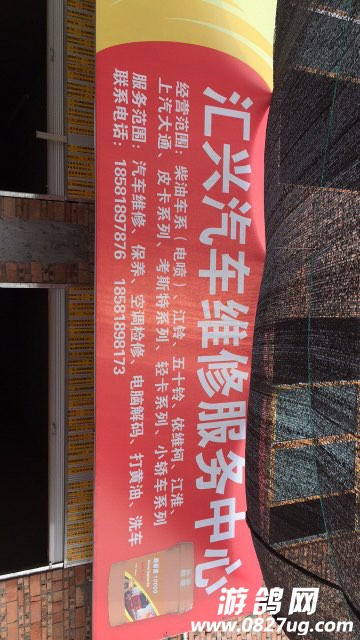 汇兴汽车维修服务中心
经营范围：柴油车系（电喷）、江铃、五十铃、依维柯、江淮、
上汽大通、皮卡系列、考斯特系列、轻卡系列、小轿车系列
服务范围：汽车维修、保养、空调检修、电脑解码、打黄油、洗车
联系电话：18581897876 18581898173
游鸽网
www.0827ug.com